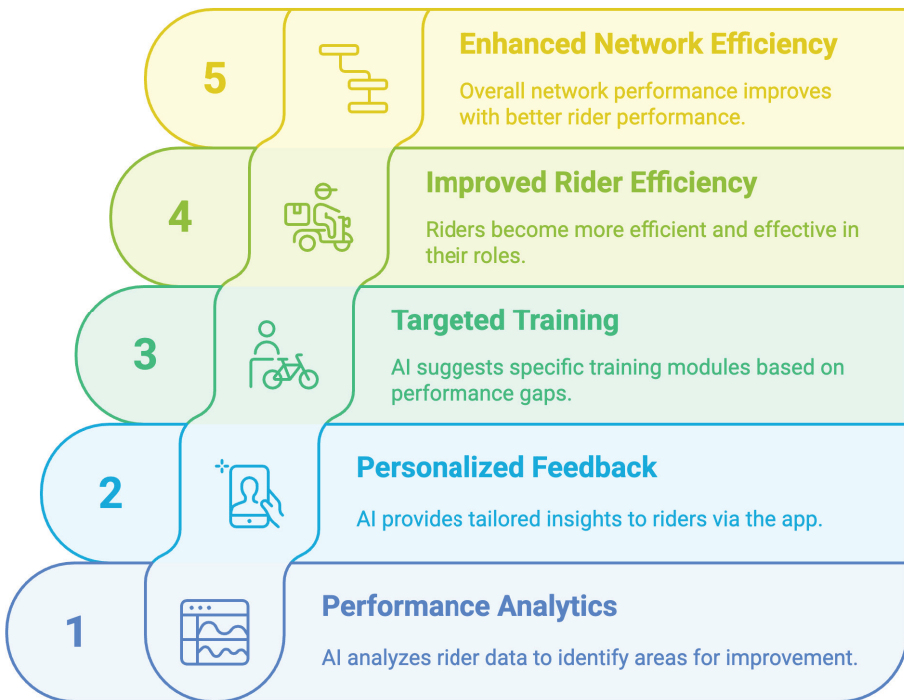 5
Enhanced Network Efficiency
Overall network performance improves
with better rider performance.
4
Improved Rider Efficiency
Riders become more efficient and effective in
their roles.
3
Targeted Training
AI suggests specific training modules based on
performance gaps.
2
Personalized Feedback
AI provides tailored insights to riders via the app.
1
Performance Analytics
AI analyzes rider data to identify areas for improvement.